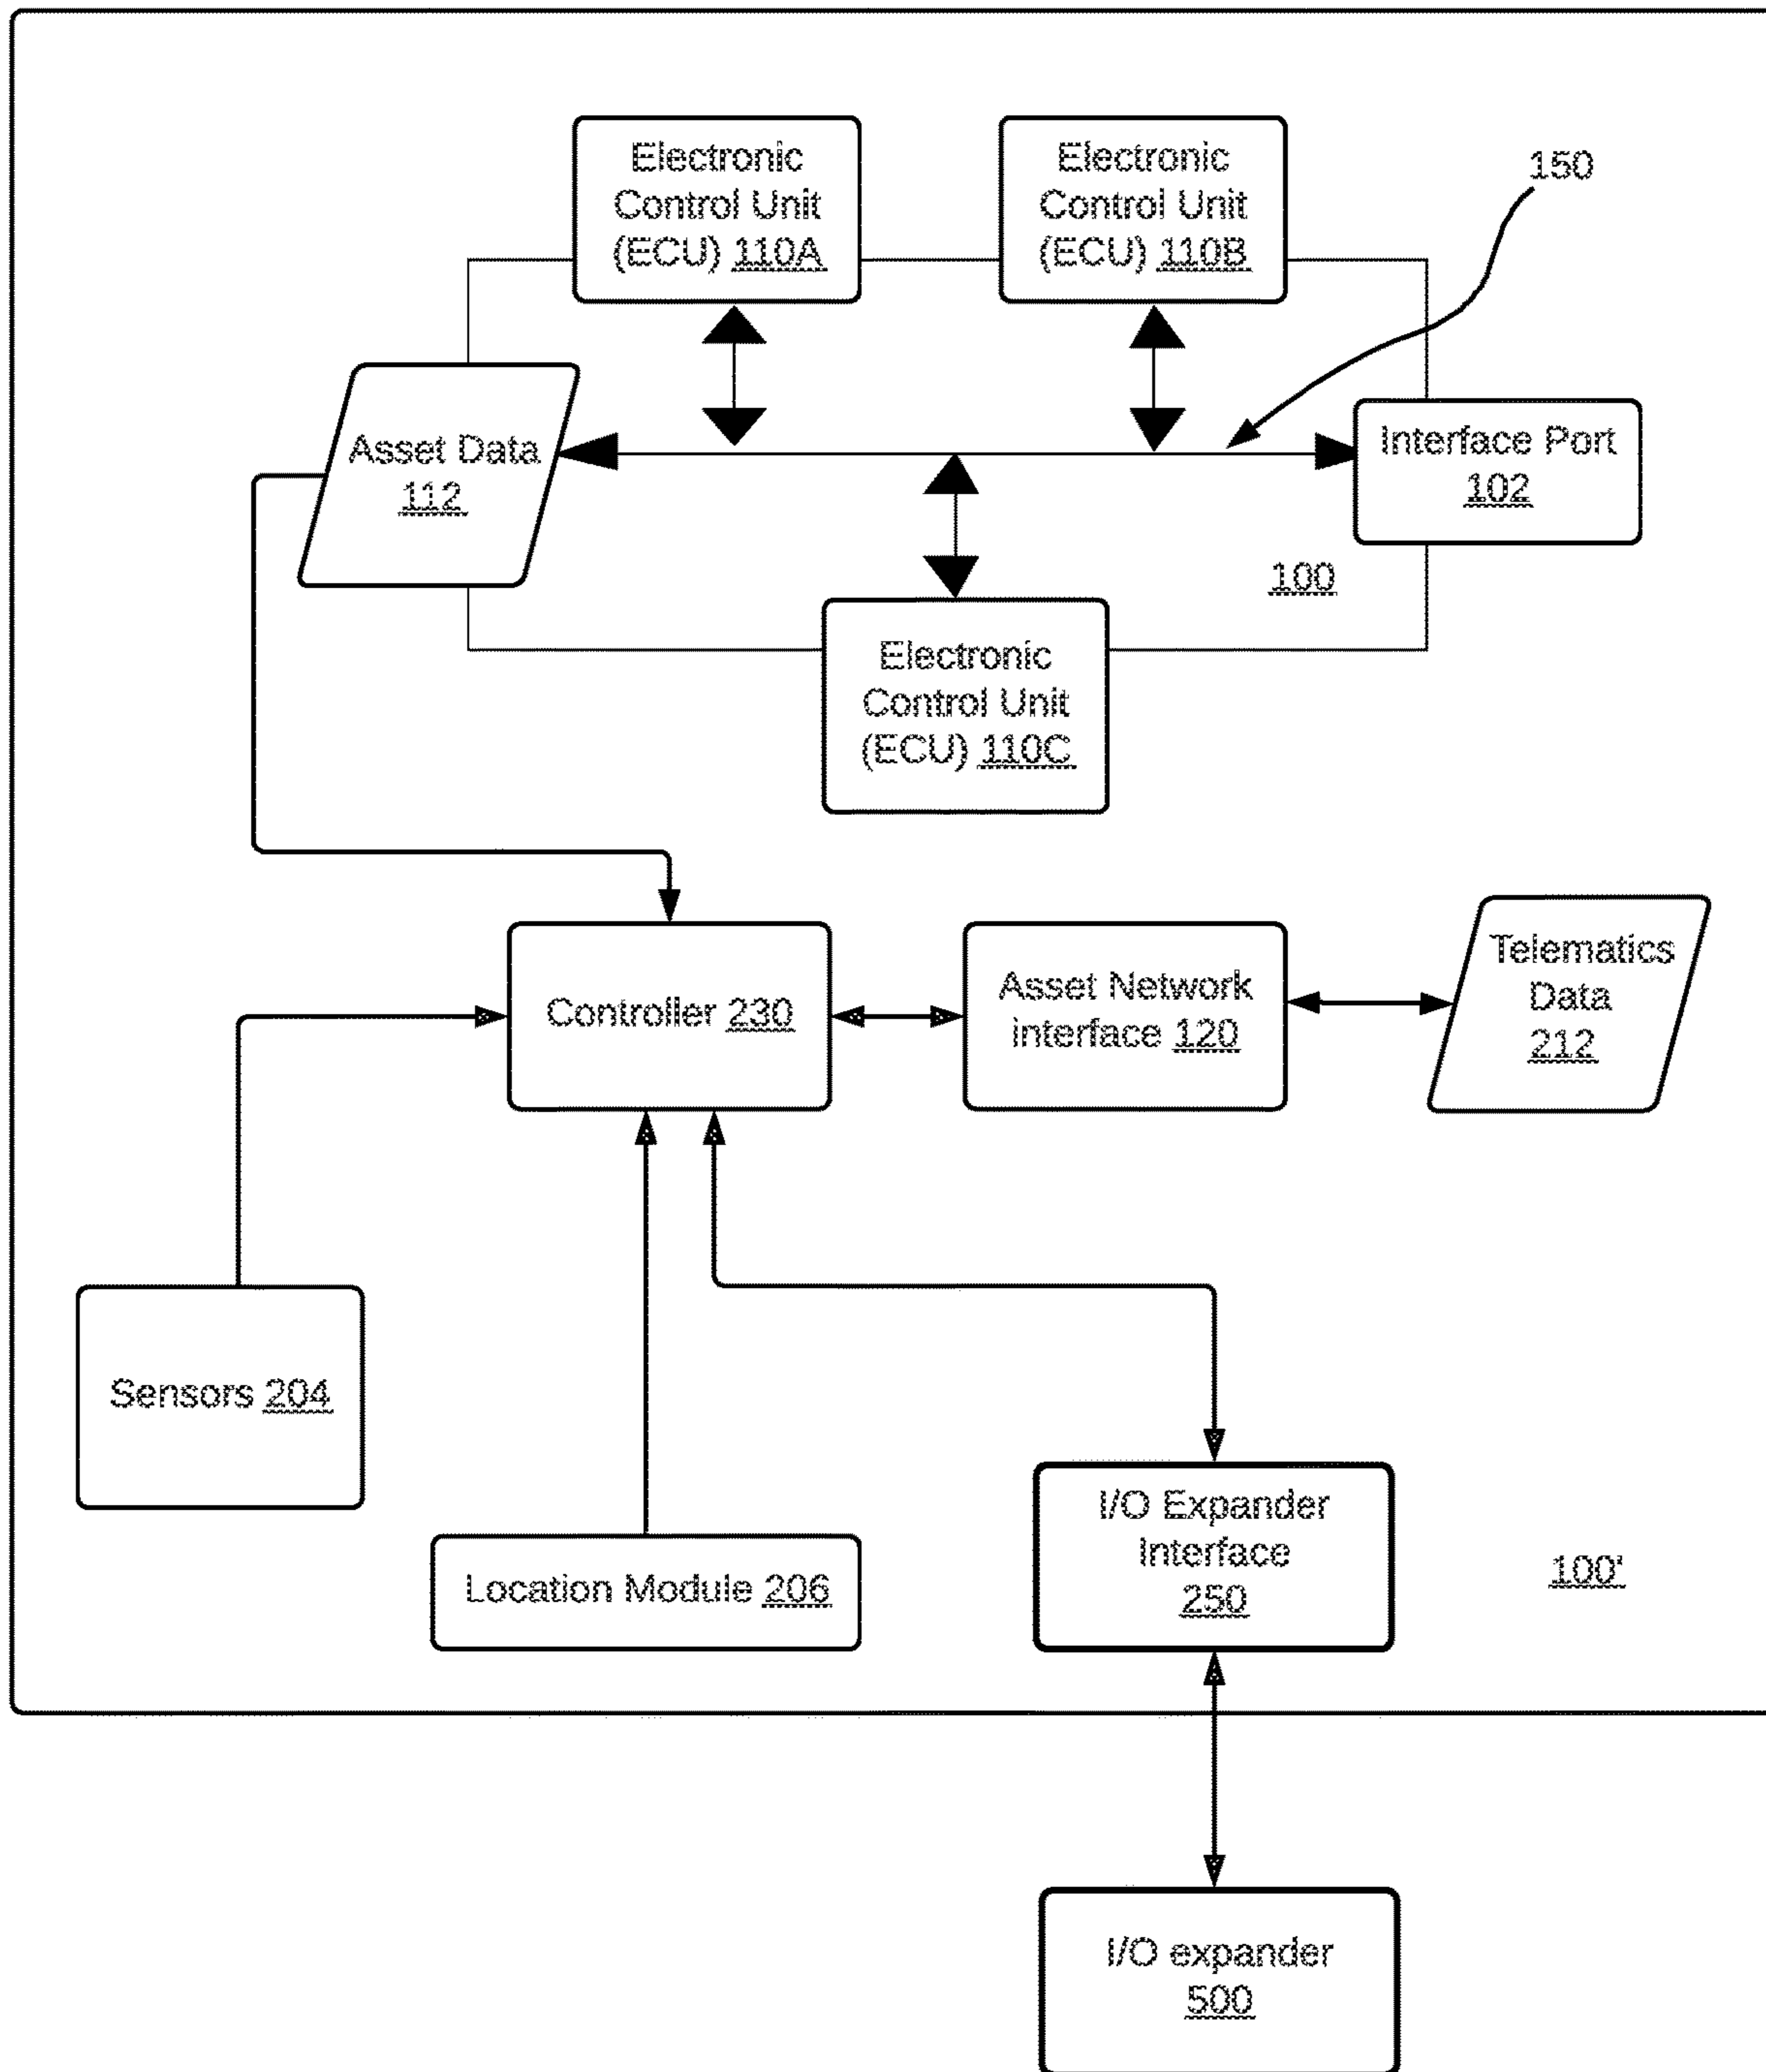 Electronic
Control Unit
(ECU) 110A
Electronic
Control Unit
(ECU) 110B
150
Asset Data
112
Interface Port
102
100
Electronic
Control Unit
(ECU) 110C
Controller 230
Asset Network
interface 120
Telematics
Data
212
Sensors 204
Location Module 206
I/O Expander
Interface
250
100'
I/O expander
500